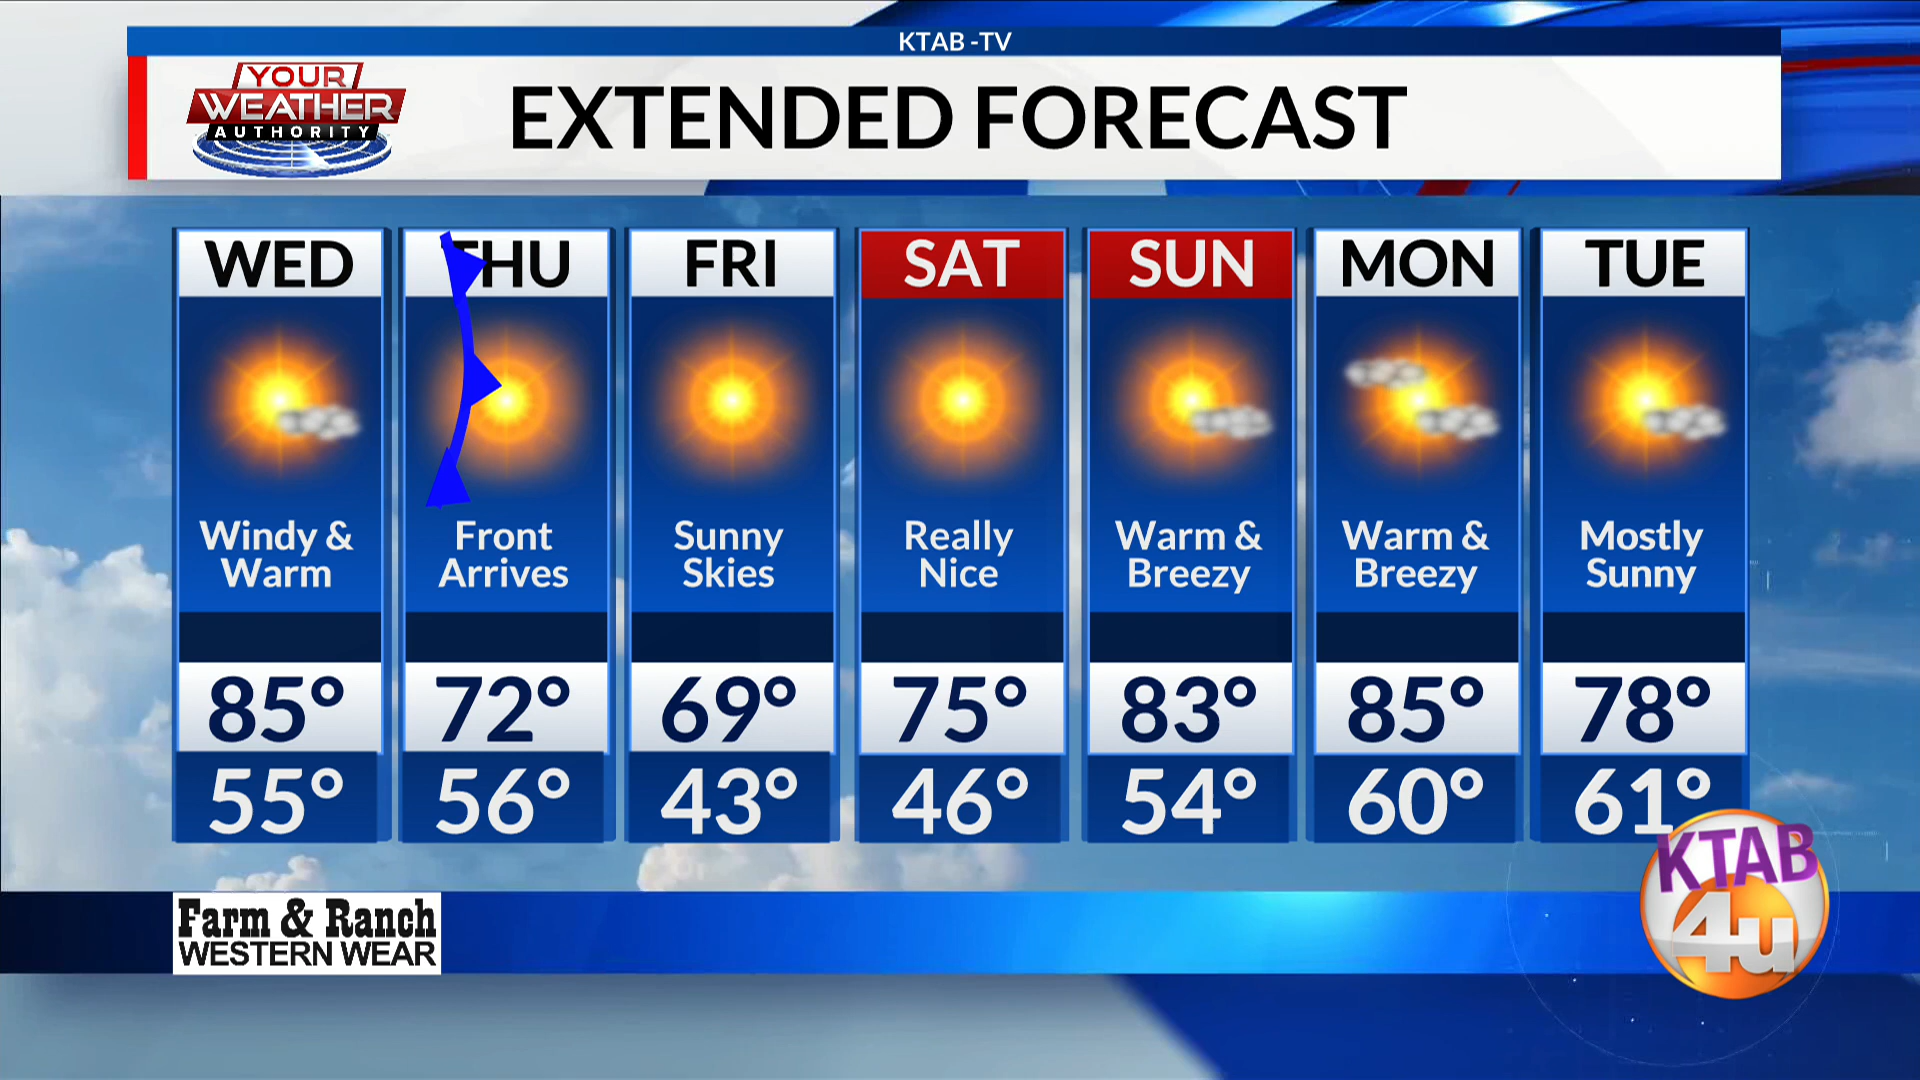 KTAB -TV
YOUR
WEATHER
AUTHORITY
EXTENDED FORECAST
WED THU FRI SAT SUN MON TUE
Windy & Front Sunny Really Warm & Warm & Mostly
Warm Arrives Skies Nice Breezy Breezy Sunny
85° 72° 69° 75° 83° 85° 78°
55° 56° 43° 46° 54° 60° 61°
KTAB
4u
Farm & Ranch
WESTERN WEAR